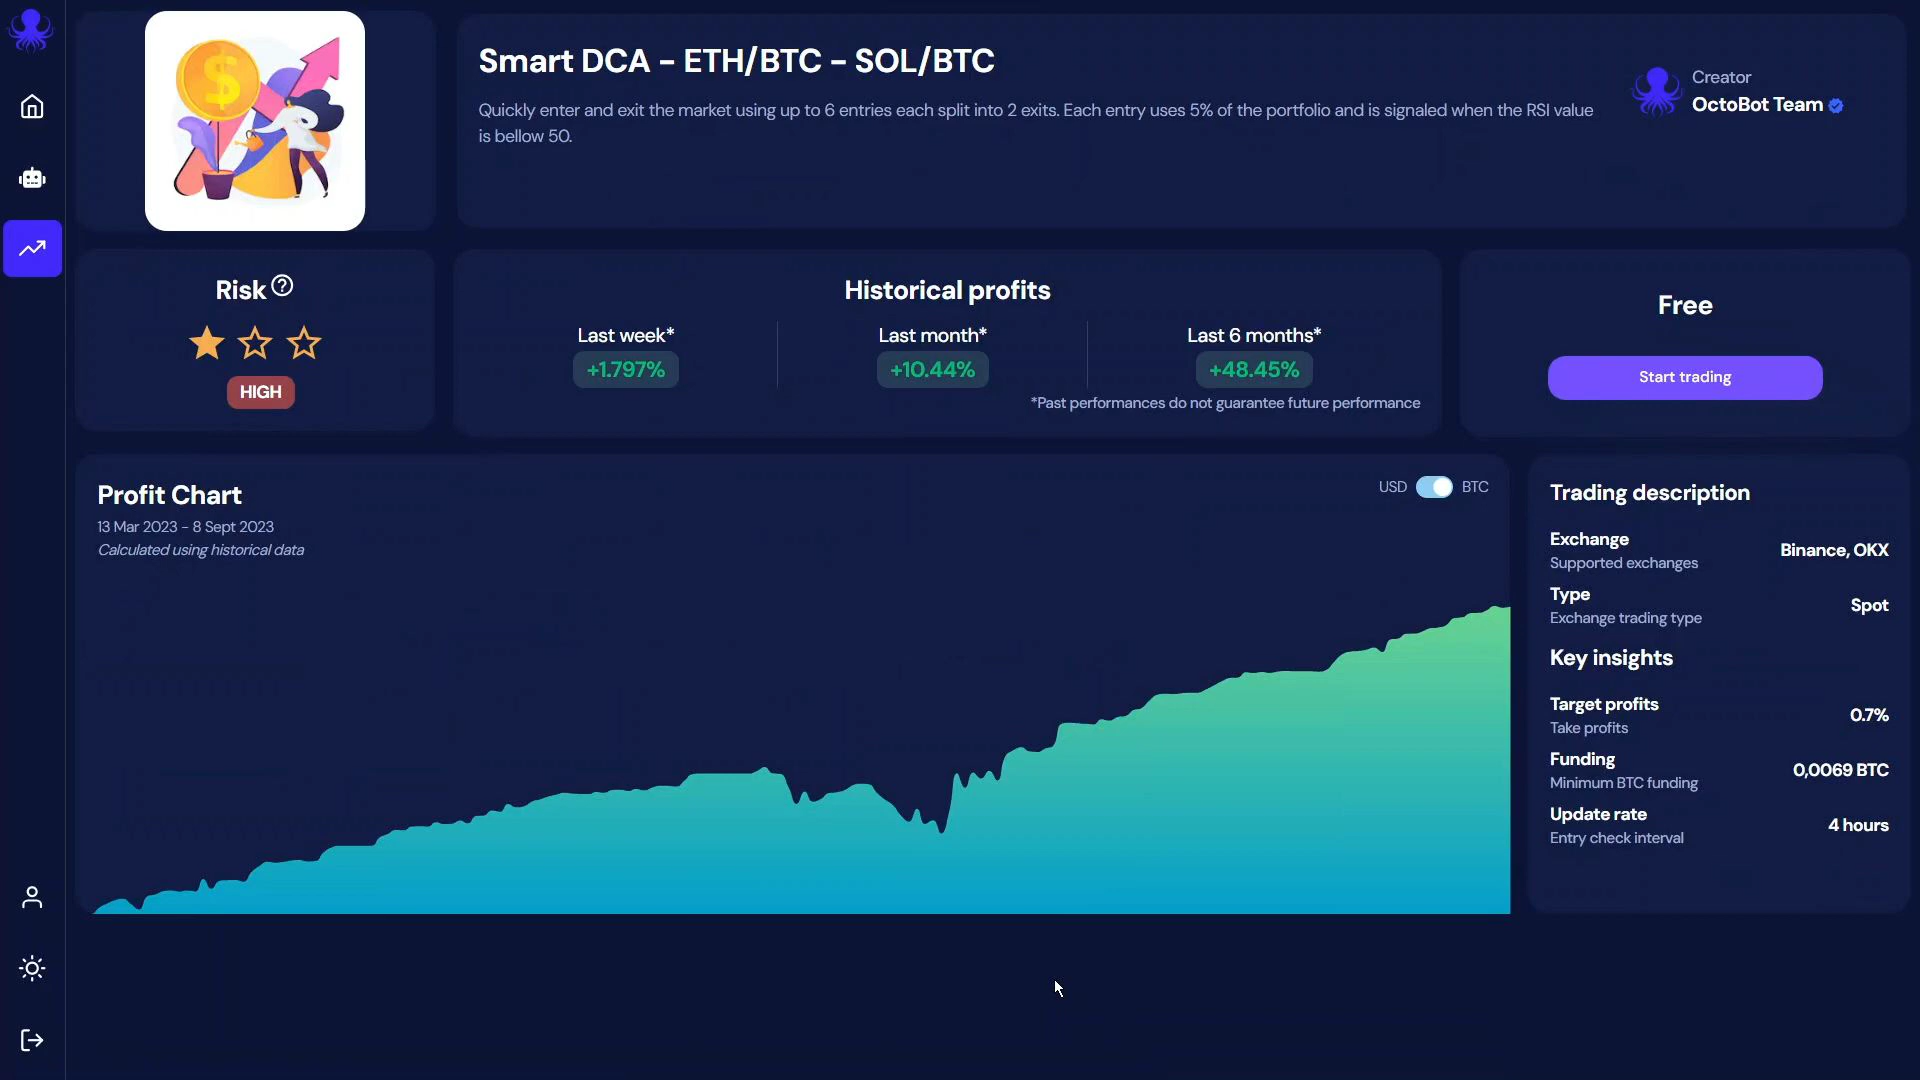 Smart DCA - ETH/BTC - SOL/BTC
Quickly enter and exit the market using up to 6 entries each split into 2 exits. Each entry uses 5% of the portfolio and is signaled when the RSI value
is bellow 50.
Creator
OctoBot Team
Risk
HIGH
Historical profits
Last week*
+1.797%
Last month*
+10.44%
Last 6 months*
+48.45%
*Past performances do not guarantee future performance
Free
Start trading
Profit Chart
13 Mar 2023 - 8 Sept 2023
Calculated using historical data
USD
BTC
Trading description
Exchange
Supported exchanges
Binance, OKX
Type
Exchange trading type
Spot
Key insights
Target profits
Take profits
0.7%
Funding
Minimum BTC funding
0,0069 BTC
Update rate
Entry check interval
4 hours